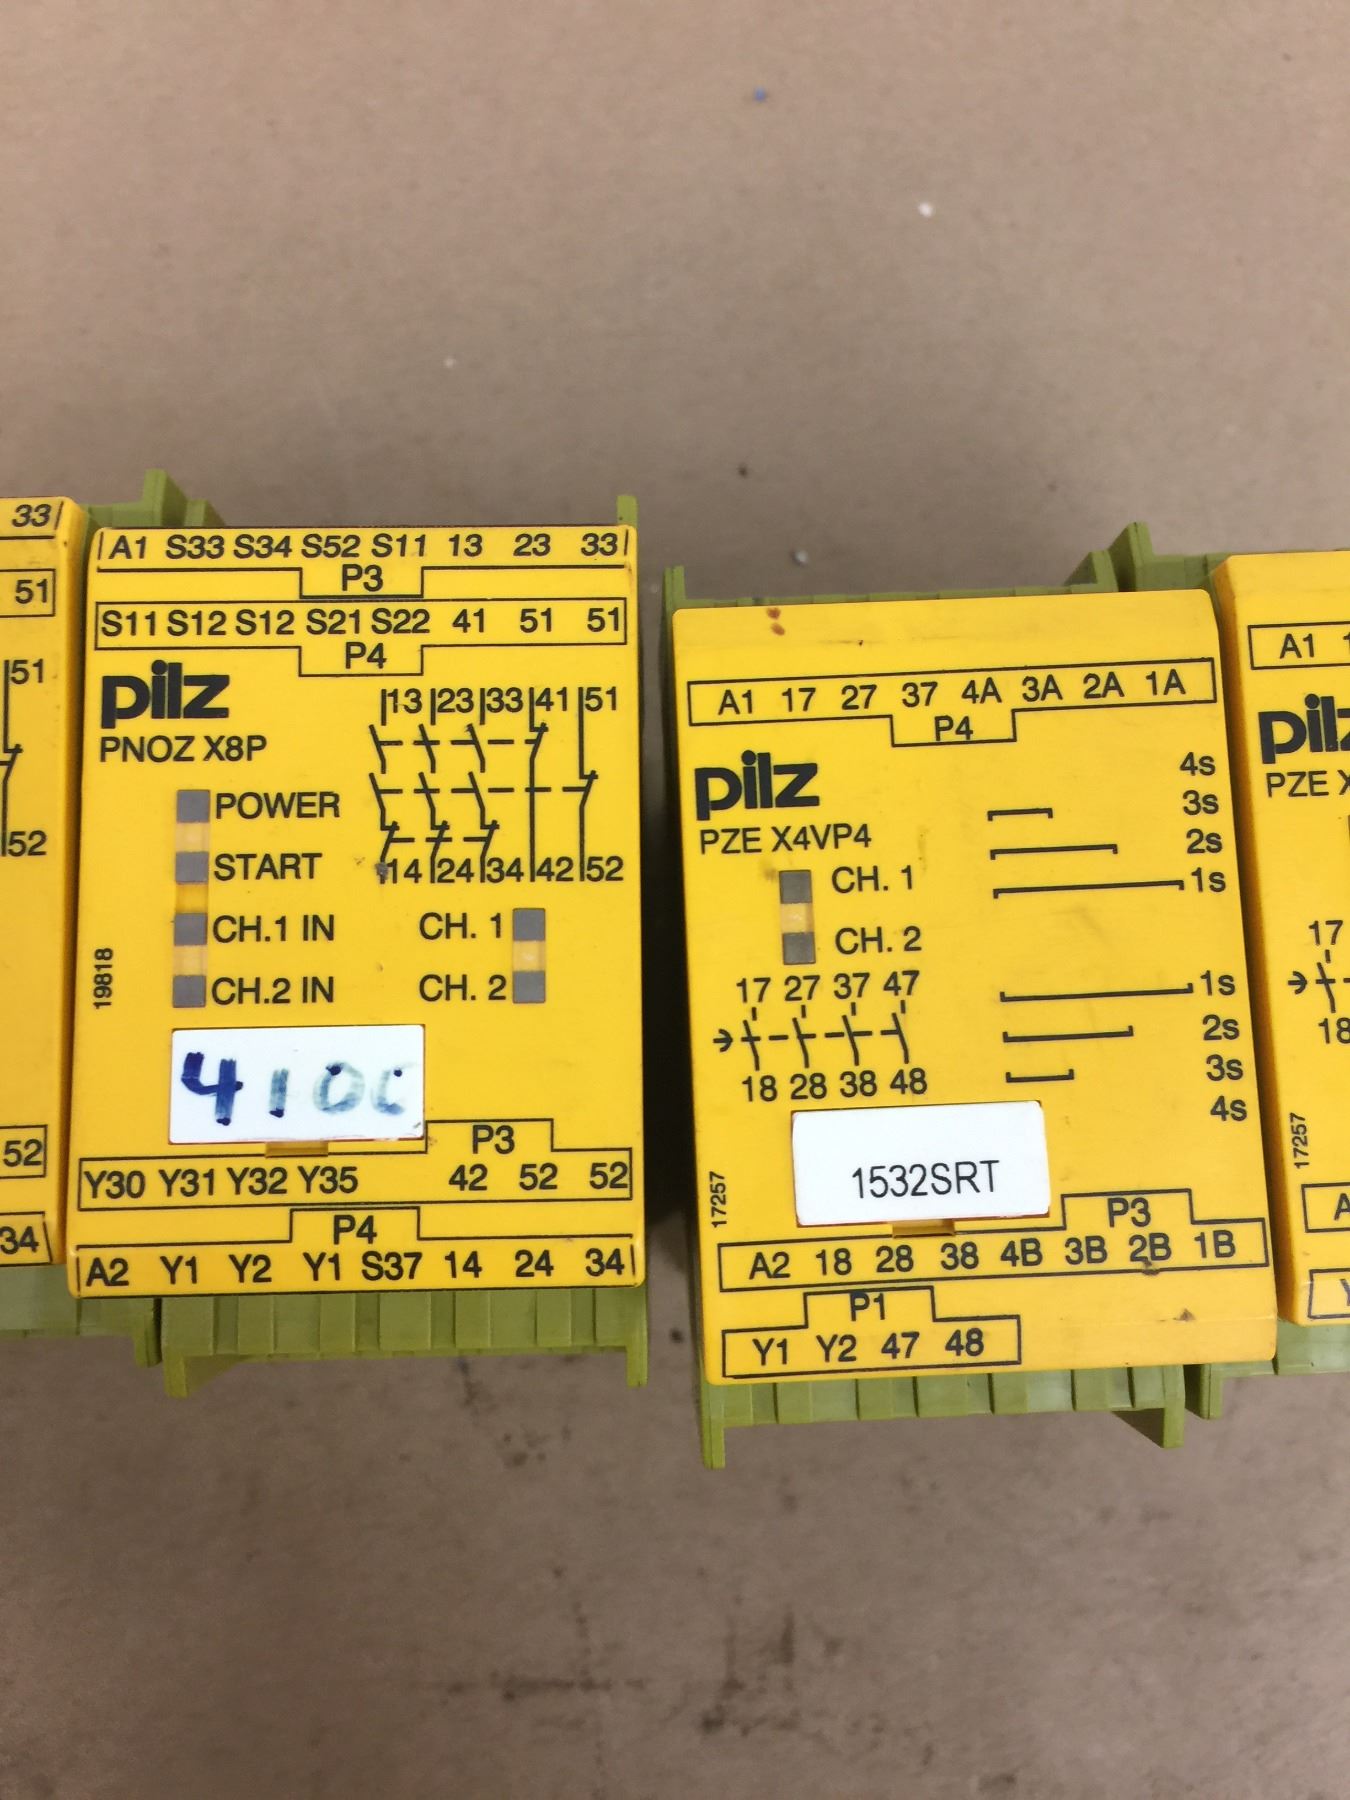 33
51
51
52
52
34
A1 S33 S34 S52 S11 13 23 33
P3
S11 S12 S12 S21 S22 41 51 51
P4
pilz
PNOZ X8P
13 23 33 41 51
14 24 34 42 52
POWER
START
CH.1 IN
CH.2 IN
CH. 1
CH. 2
19818
P3
Y30 Y31 Y32 Y35 42 52 52
P4
A2 Y1 Y2 Y1 S37 14 24 34
A1 17 27 37 4A 3A 2A 1A
P4
pilz
PZE X4VP4
CH. 1
CH. 2
4s
3s
2s
1s
17 27 37 47
18 28 38 48
1s
2s
3s
4s
17257
1532SRT
P3
A2 18 28 38 4B 3B 2B 1B
P1
Y1 Y2 47 48
A1
pilz
PZE
17
18
17257
A